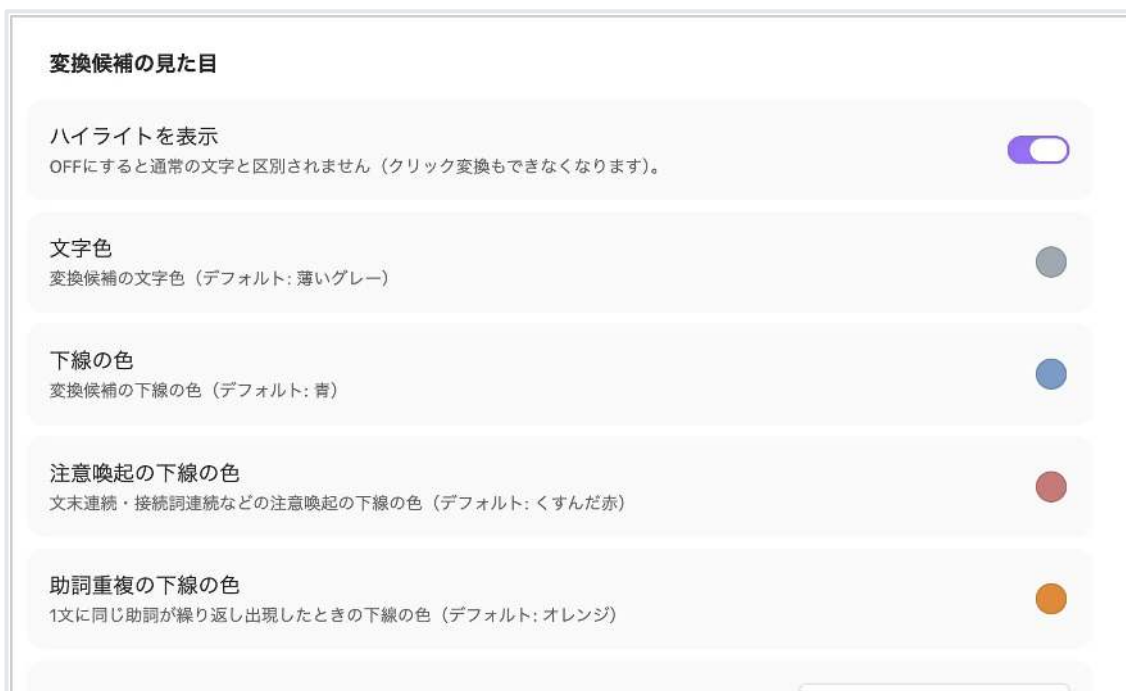 変換候補の見た目
ハイライトを表示
OFFにすると通常の文字と区別されません（クリック変換もできなくなります）。
文字色
変換候補の文字色（デフォルト: 薄いグレー）
下線の色
変換候補の下線の色（デフォルト: 青）
注意喚起の下線の色
文末連続・接続詞連続などの注意喚起の下線の色（デフォルト: くすんだ赤）
助詞重複の下線の色
1文に同じ助詞が繰り返し出現したときの下線の色（デフォルト: オレンジ）